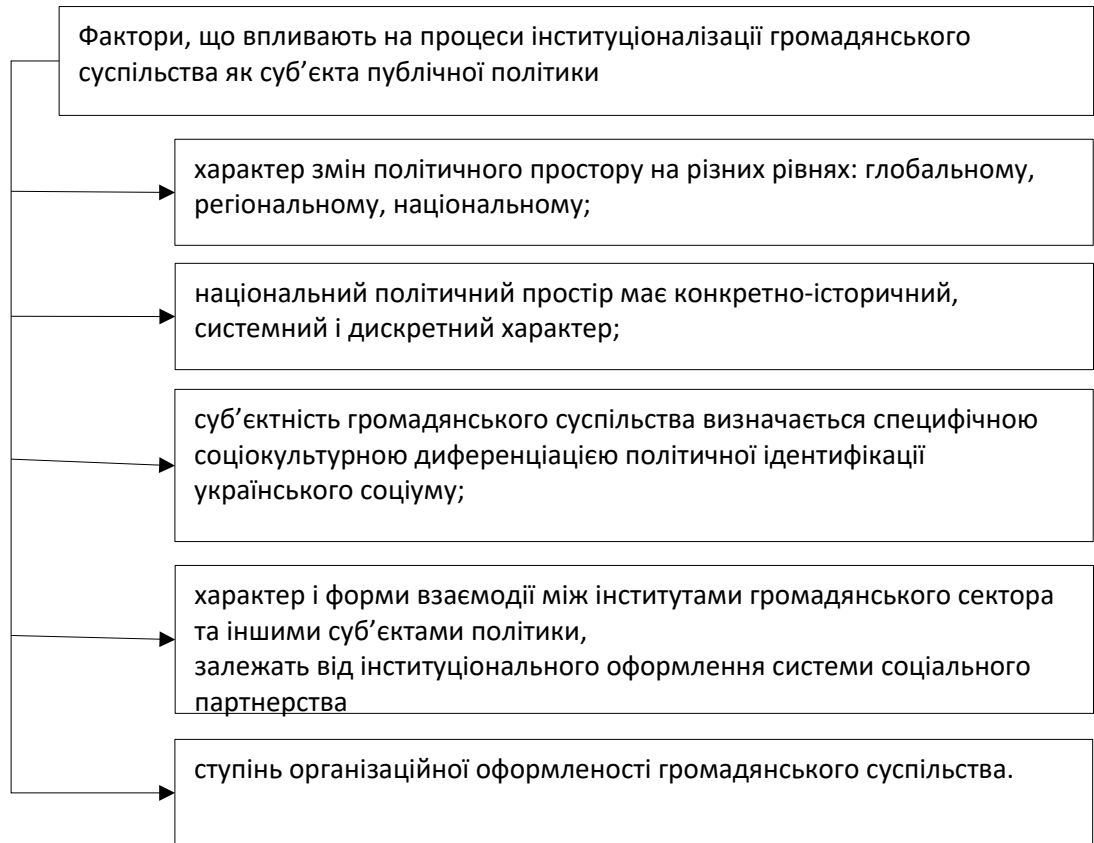 Фактори, що впливають на процеси інституціоналізації громадянського
суспільства як суб’єкта публічної політики
характер змін політичного простору на різних рівнях: глобальному,
регіональному, національному;
національний політичний простір має конкретно-історичний,
системний і дискретний характер;
суб’єктність громадянського суспільства визначається специфічною
соціокультурною диференціацією політичної ідентифікації
українського соціуму;
характер і форми взаємодії між інститутами громадянського сектора
та іншими суб’єктами політики,
залежать від інституціонального оформлення системи соціального
партнерства
ступінь організаційної оформленості громадянського суспільства.